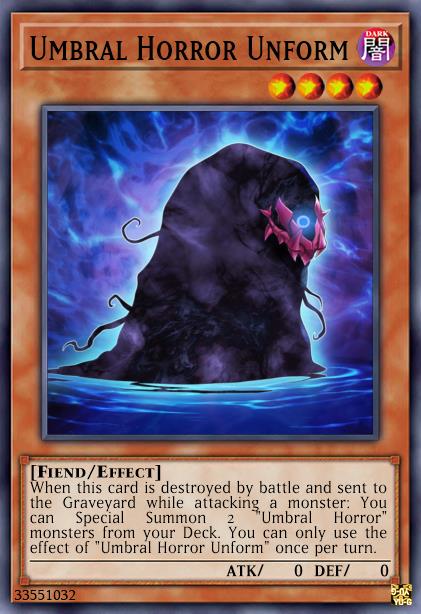 UMBRAL HORROR UNFORM
DARK
闇
[FIEND/EFFECT]
When this card is destroyed by battle and sent to
the Graveyard while attacking a monster: You
can Special Summon 2 "Umbral Horror"
monsters from your Deck. You can only use the
effect of "Umbral Horror Unform" once per turn.
ATK/ 0 DEF/ 0
33551032